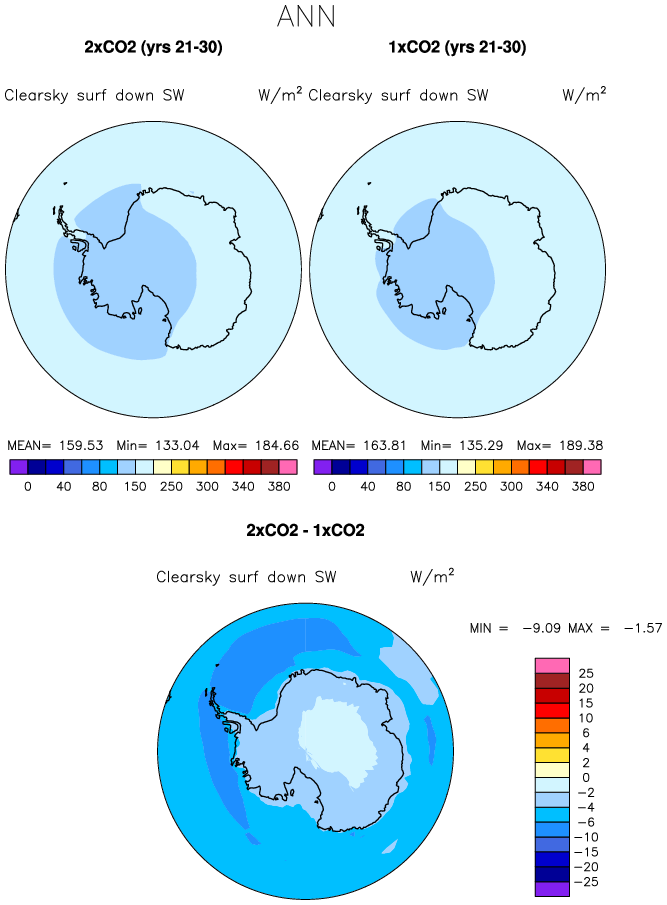 ANN
2xCO2 (yrs 21-30) 1xCO2 (yrs 21-30)
Clearsky surf down SW W/m² Clearsky surf down SW W/m²
MEAN= 159.53 Min= 133.04 Max= 184.66 MEAN= 163.81 Min= 135.29 Max= 189.38
0 40 80 150 250 300 340 380 0 40 80 150 250 300 340 380
2xCO2 - 1xCO2
Clearsky surf down SW W/m²
MIN = −9.09 MAX = −1.57
25
20
15
10
6
4
2
0
−2
−4
−6
−10
−15
−20
−25